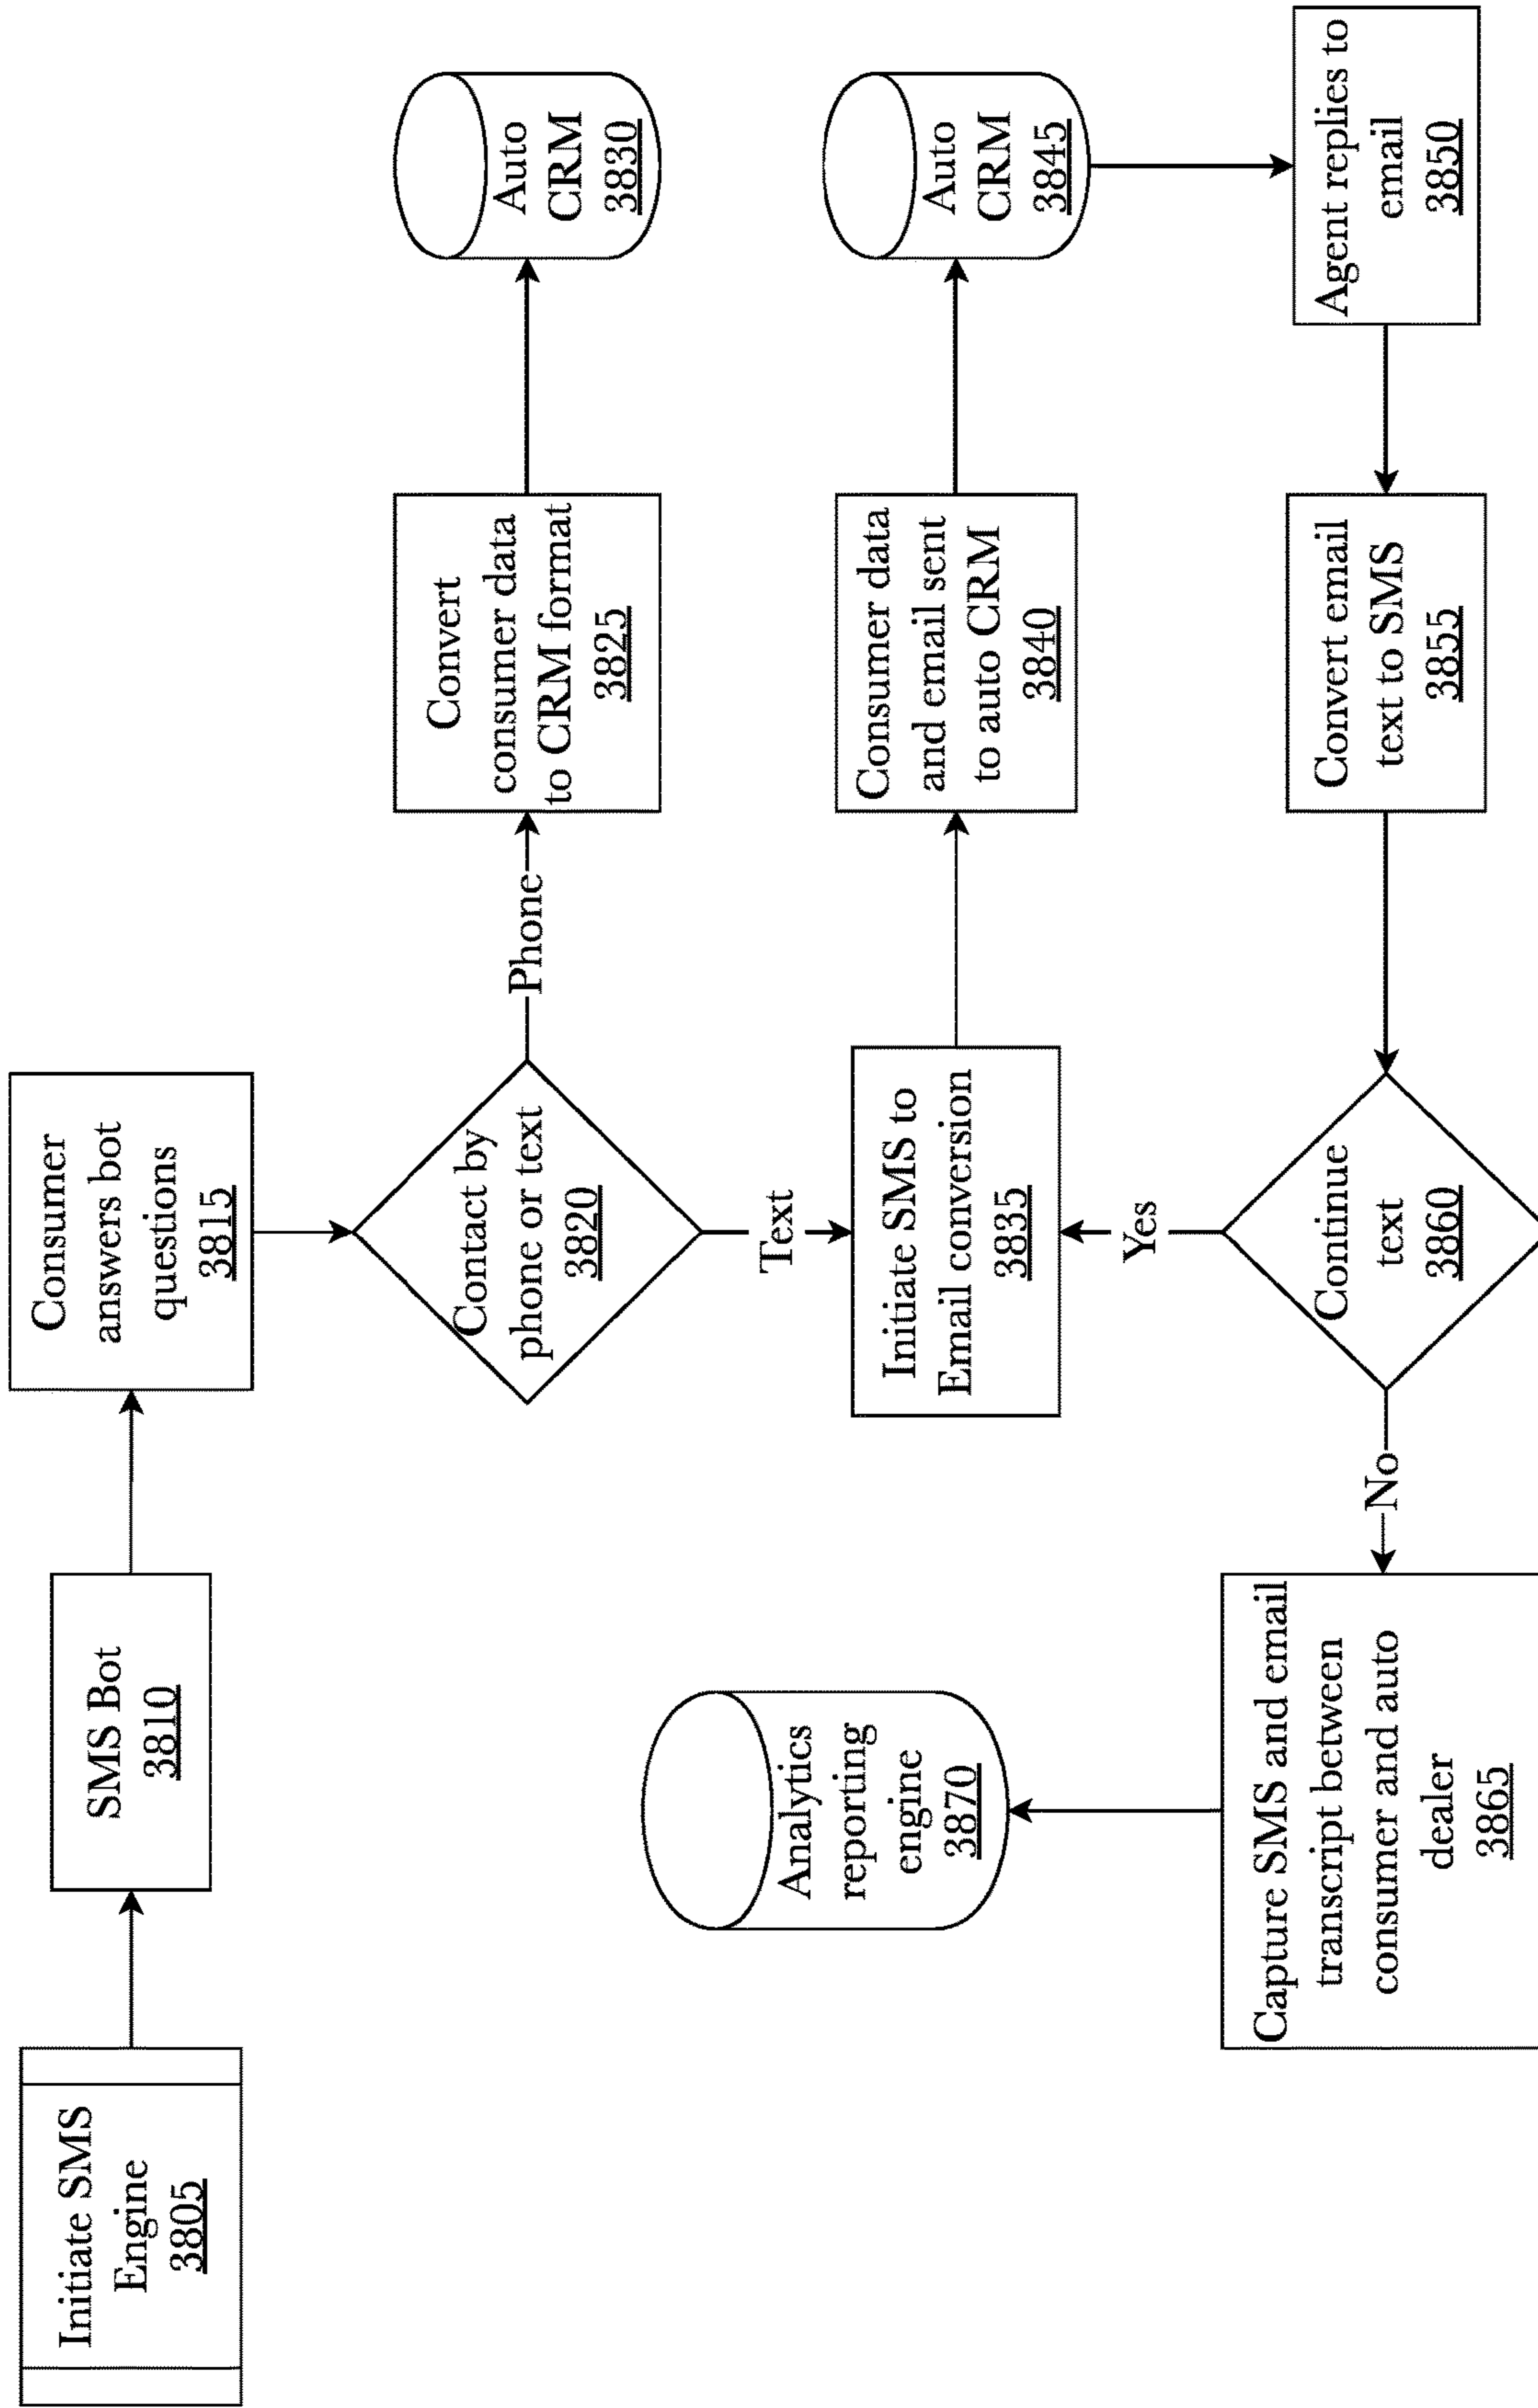 Initiate SMS
Engine
3805
SMS Bot
3810
Consumer
answers bot
questions
3815
Contact by
phone or text
3820
Phone
Convert
consumer data
to CRM format
3825
Auto
CRM
3830
Text
Initiate SMS to
Email conversion
3835
Consumer data
and email sent
to auto CRM
3840
Auto
CRM
3845
Agent replies to
email
3850
Convert email
text to SMS
3855
Continue
text
3860
Yes
No
Capture SMS and email
transcript between
consumer and auto
dealer
3865
Analytics
reporting
engine
3870